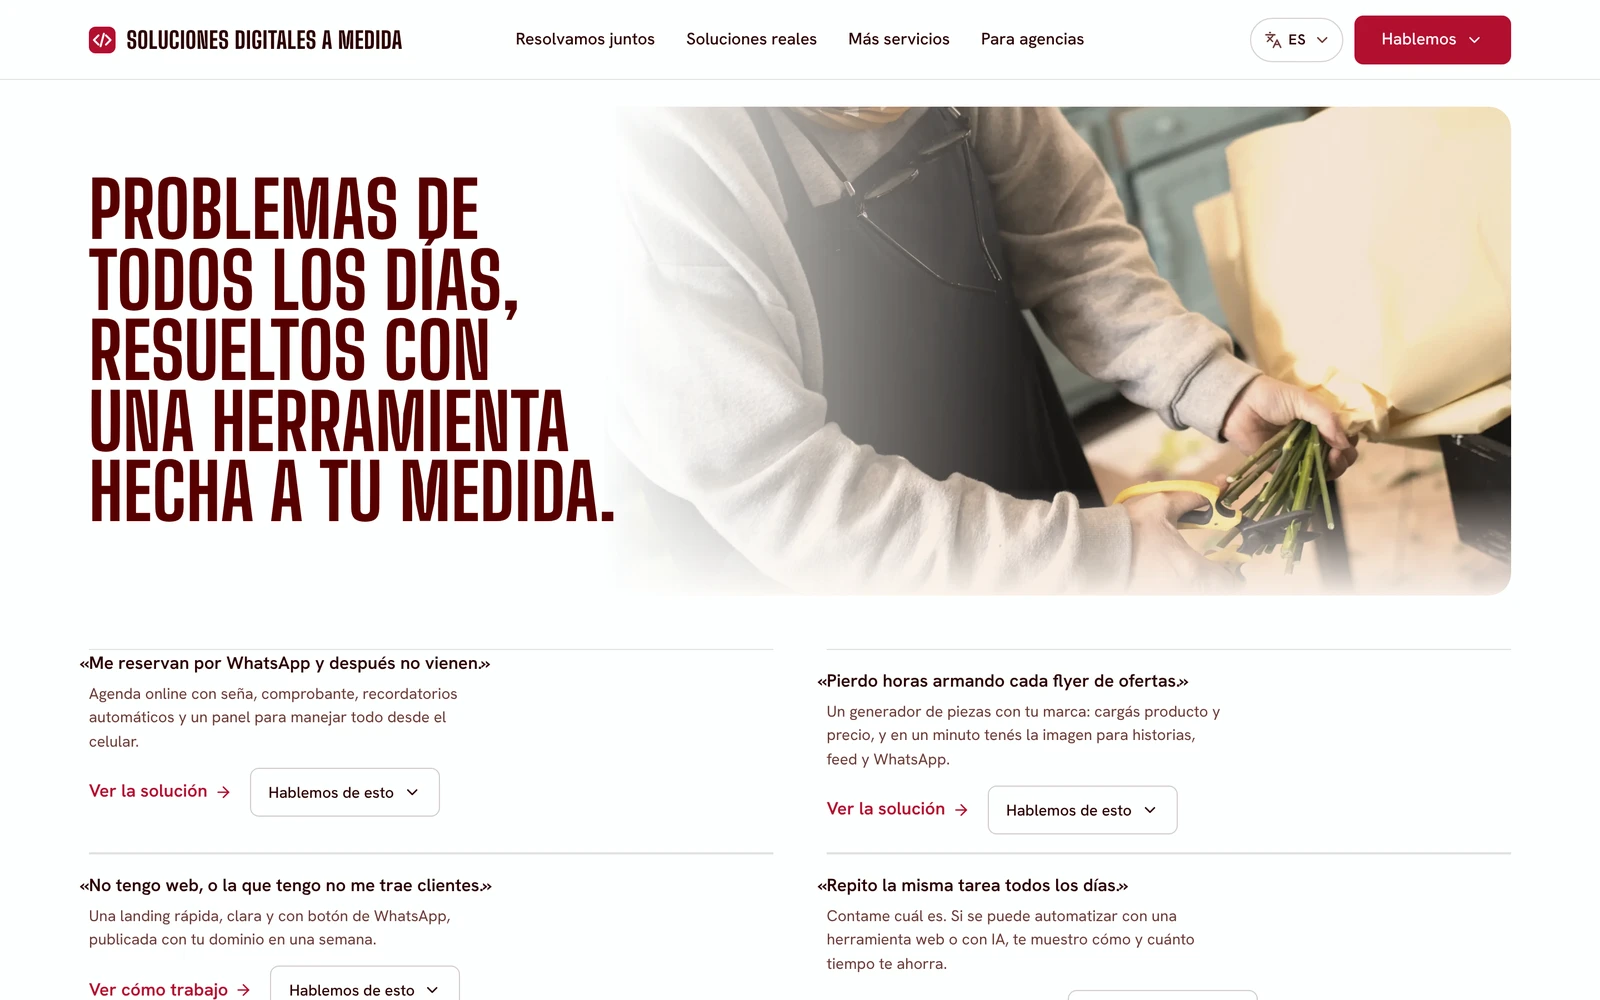 SOLUCIONES DIGITALES A MEDIDA
Resolvamos juntos
Soluciones reales
Más servicios
Para agencias
ES
Hablemos
PROBLEMAS DE
TODOS LOS DÍAS,
RESUELTOS CON
UNA HERRAMIENTA
HECHA A TU MEDIDA.
«Me reservan por WhatsApp y después no vienen.»
Agenda online con seña, comprobante, recordatorios
automáticos y un panel para manejar todo desde el
celular.
Ver la solución →
Hablemos de esto
«Pierdo horas armando cada flyer de ofertas.»
Un generador de piezas con tu marca: cargás producto y
precio, y en un minuto tenés la imagen para historias,
feed y WhatsApp.
Ver la solución →
Hablemos de esto
«No tengo web, o la que tengo no me trae clientes.»
Una landing rápida, clara y con botón de WhatsApp,
publicada con tu dominio en una semana.
Ver cómo trabajo →
Hablemos de esto
«Repito la misma tarea todos los días.»
Contame cuál es. Si se puede automatizar con una
herramienta web o con IA, te muestro cómo y cuánto
tiempo te ahorra.